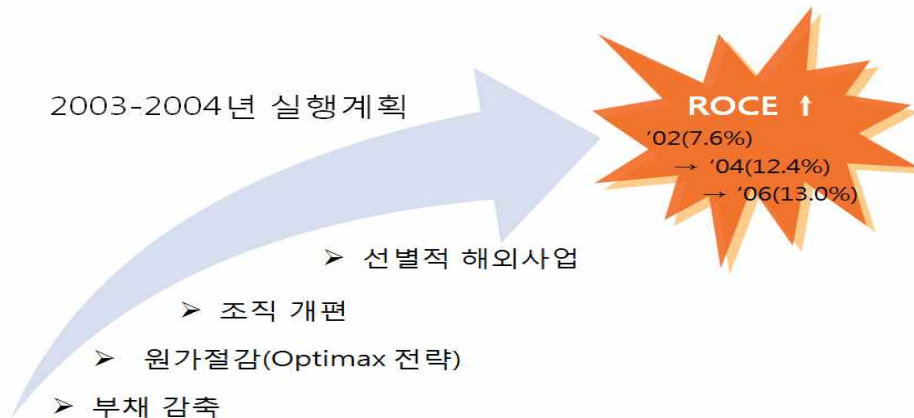 2003-2004년 실행계획
ROCE ↑
‘02(7.6%)
→ ‘04(12.4%)
→ ‘06(13.0%)
➢ 선별적 해외사업
➢ 조직 개편
➢ 원가절감(Optimax 전략)
➢ 부채 감축